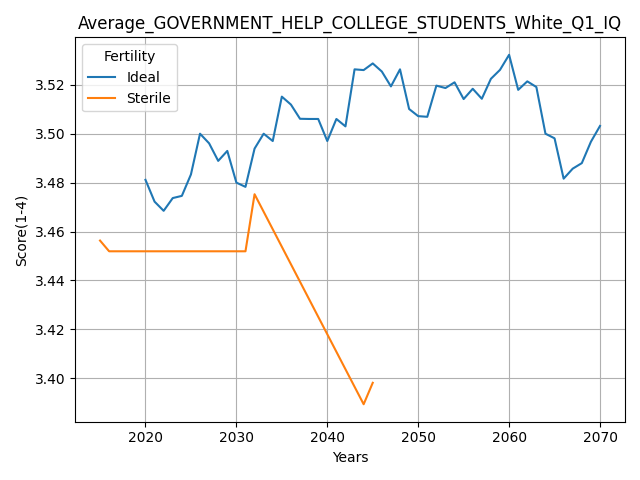 Average_GOVERNMENT_HELP_COLLEGE_STUDENTS_White_Q1_IQ
Fertility
Ideal
Sterile
3.52
3.50
3.48
3.46
3.44
3.42
3.40
Score(1-4)
2020 2030 2040 2050 2060 2070
Years